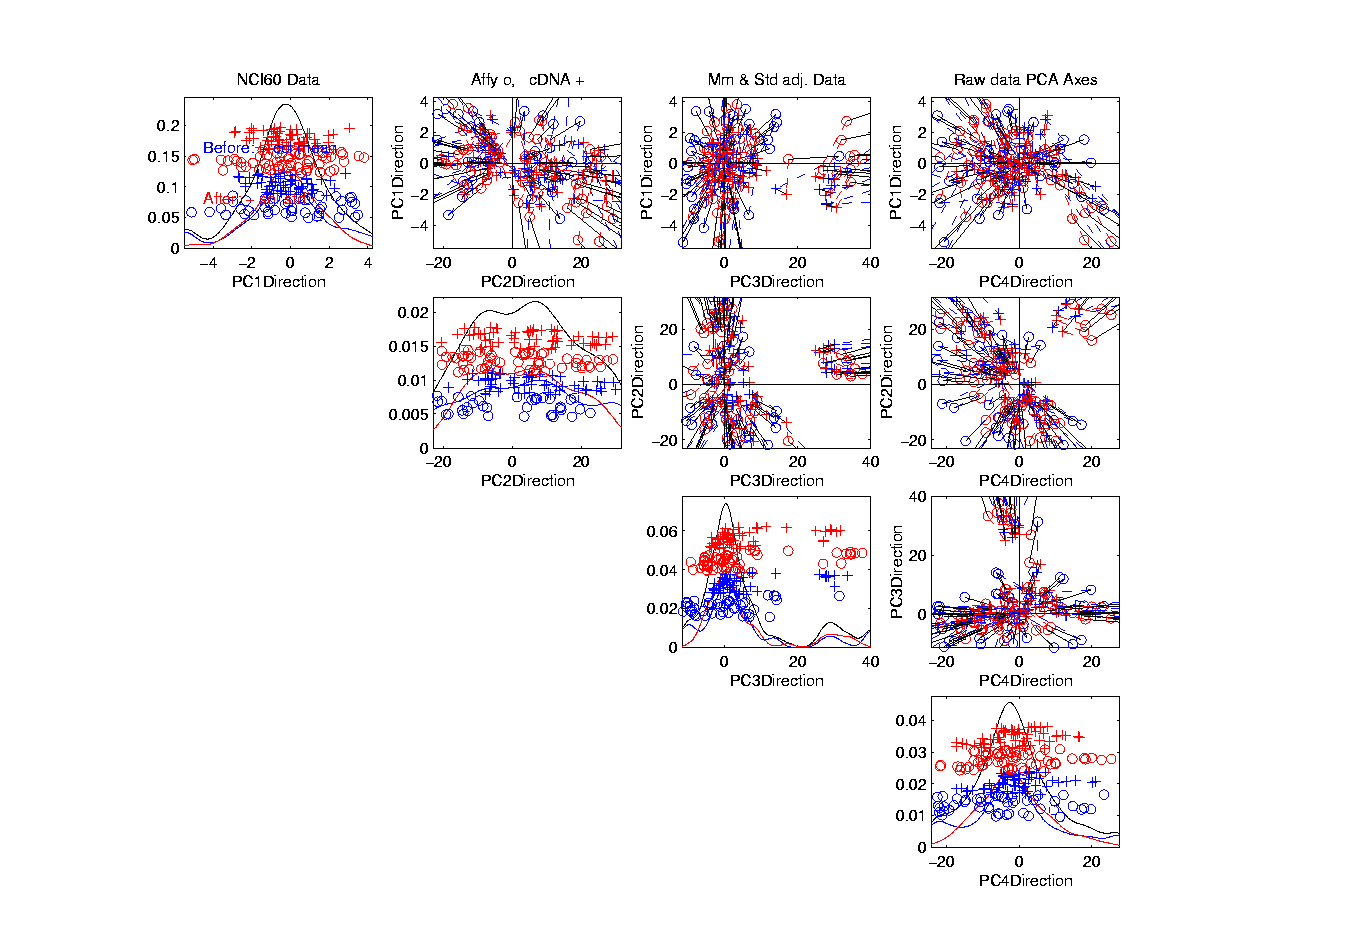 NCI60 Data
Affy o, cDNA +
Mm & Std adj. Data
Raw data PCA Axes
0.2
0.15
0.1
0.05
0
Before
After
−4 −2 0 2 4
PC1Direction
4
2
0
−2
−4
PC1Direction
−20 0 20
PC2Direction
4
2
0
−2
−4
PC1Direction
0 20 40
PC3Direction
4
2
0
−2
−4
PC1Direction
−20 0 20
PC4Direction
0.02
0.015
0.01
0.005
0
−20 0 20
PC2Direction
20
0
−20
PC2Direction
0 20 40
PC3Direction
20
0
−20
PC2Direction
−20 0 20
PC4Direction
0.06
0.04
0.02
0
0 20 40
PC3Direction
40
20
0
PC3Direction
−20 0 20
PC4Direction
0.04
0.03
0.02
0.01
0
−20 0 20
PC4Direction